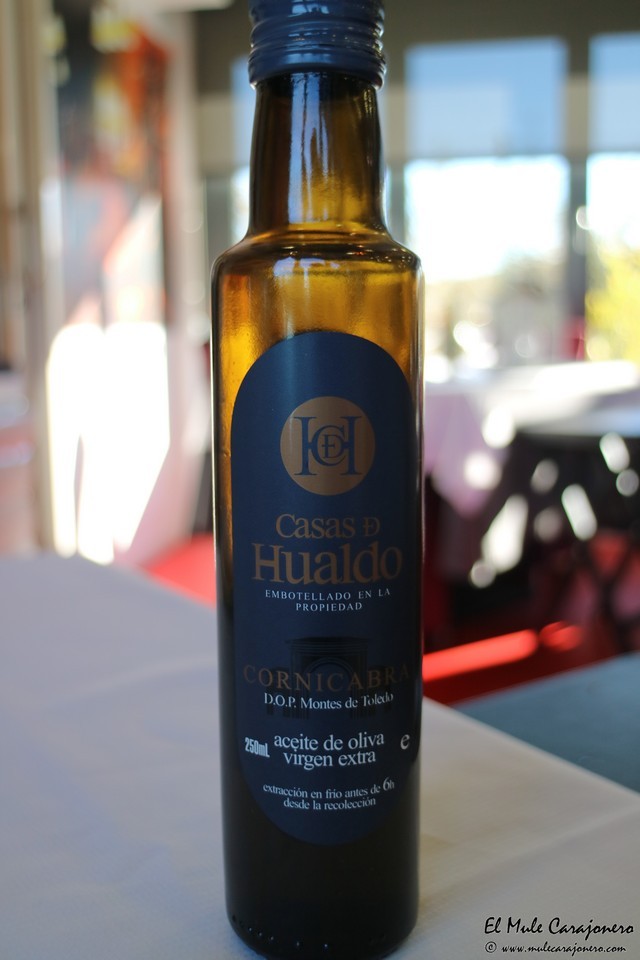 HCĐ
Casas Đ
Hualdo
EMBOTELLADO EN LA
PROPIEDAD
CORNICABRA
D.O.P. Montes de Toledo
250mL aceite de oliva e
virgen extra
extracción en frío antes de 6h
desde la recolección
El Mule Carajonero
© www.mulecarajonero.com